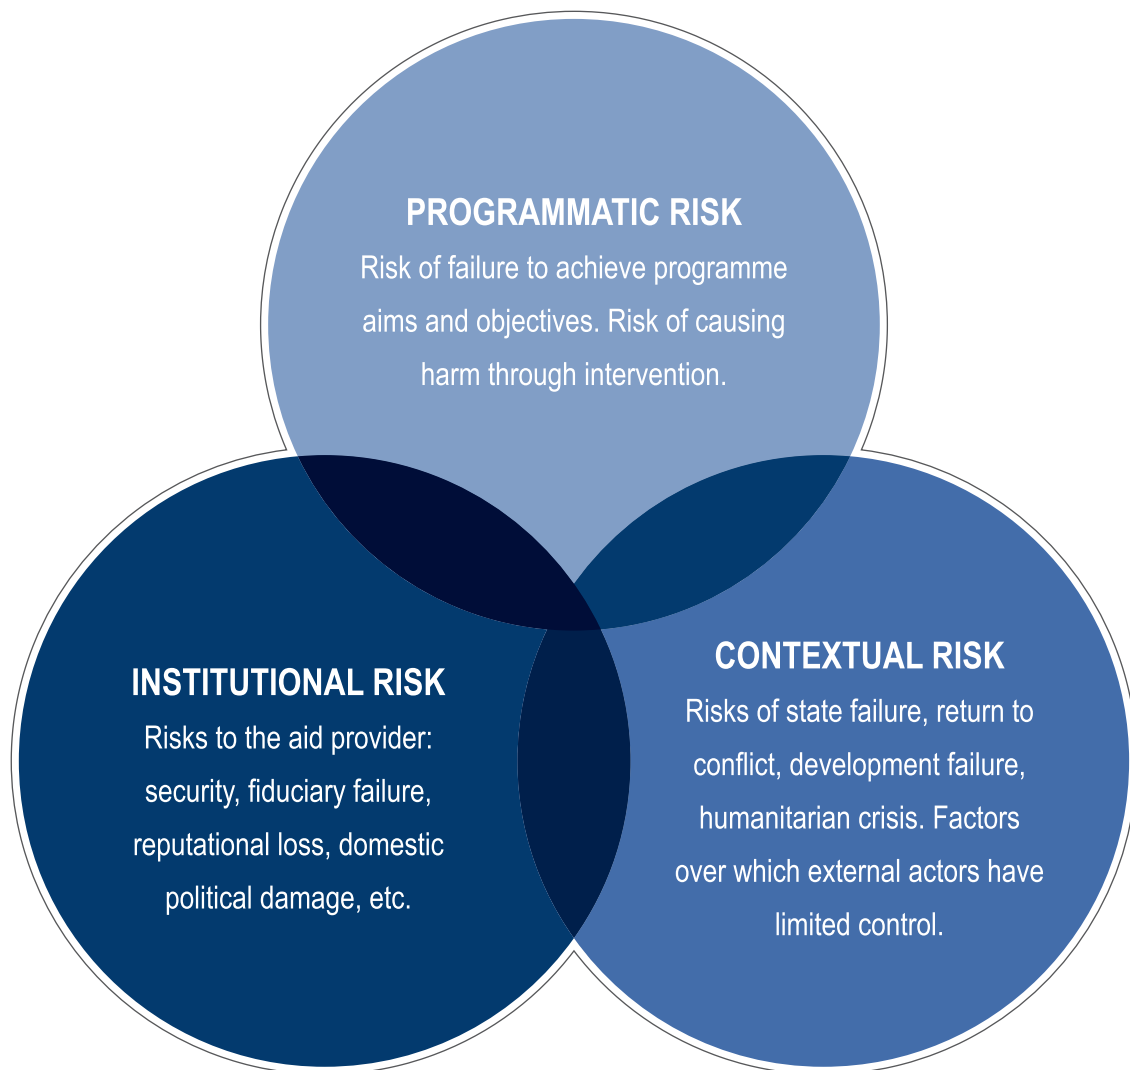 PROGRAMMATIC RISK
Risk of failure to achieve programme
aims and objectives. Risk of causing
harm through intervention.
INSTITUTIONAL RISK
Risks to the aid provider:
security, fiduciary failure,
reputational loss, domestic
political damage, etc.
CONTEXTUAL RISK
Risks of state failure, return to
conflict, development failure,
humanitarian crisis. Factors
over which external actors have
limited control.